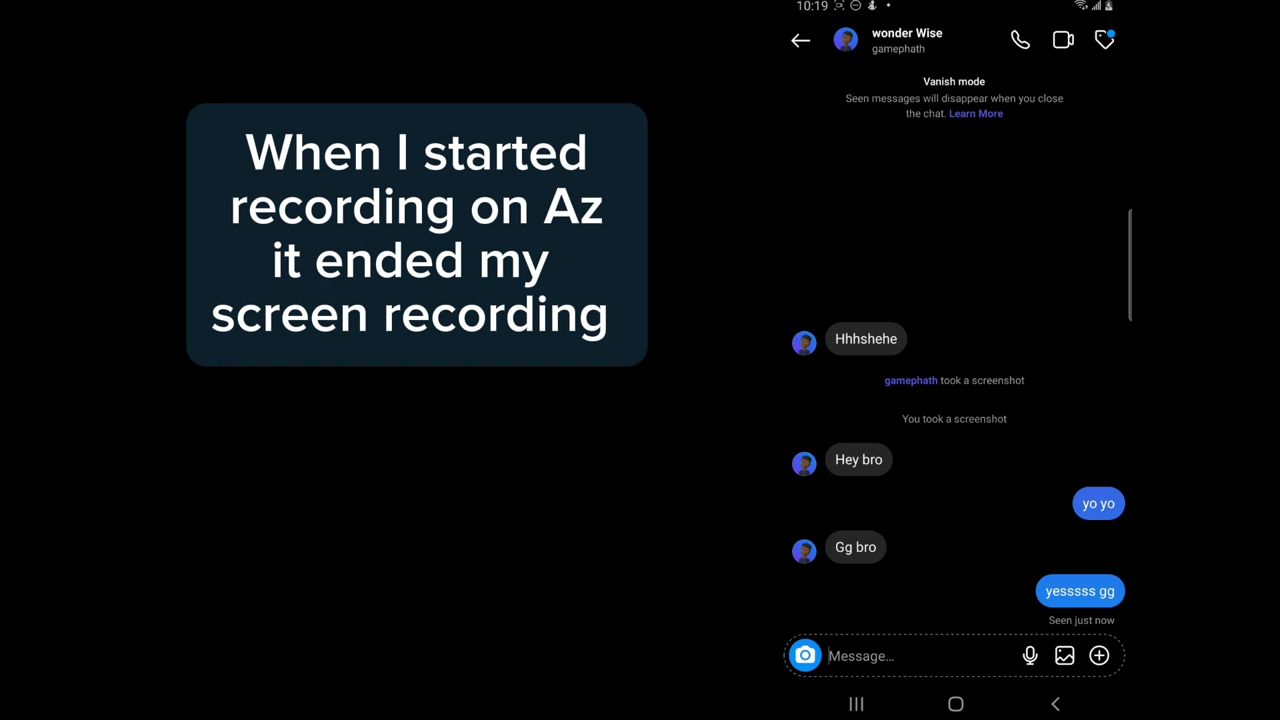 When I started
recording on Az
it ended my
screen recording
10:19
wonder Wise
gamephath
Vanish mode
Seen messages will disappear when you close
the chat. Learn More
Hhhshehe
gamephath took a screenshot
You took a screenshot
Hey bro
yo yo
Gg bro
yesssss gg
Seen just now
Message...